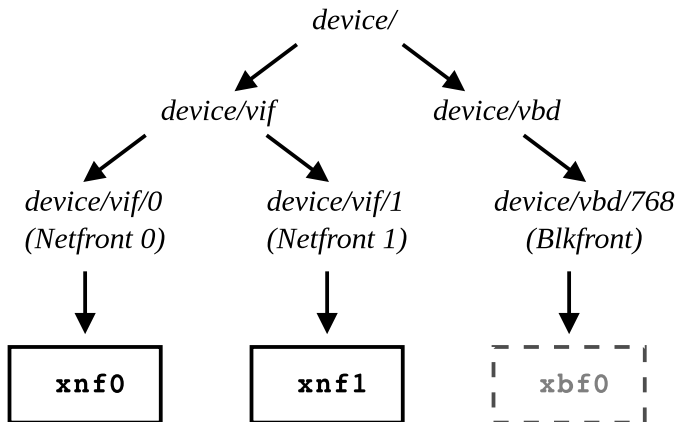 device/
device/vif
device/vbd
device/vif/0
(Netfront 0)
device/vif/1
(Netfront 1)
device/vbd/768
(Blkfront)
xnf0
xnf1
xbf0